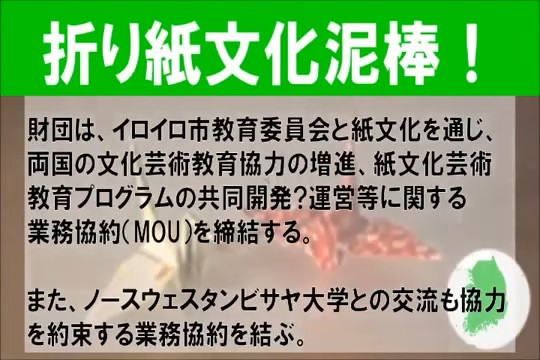 折り紙文化泥棒！
財団は、イロイロ市教育委員会と紙文化を通じ、
両国の文化芸術教育協力の増進、紙文化芸術
教育プログラムの共同開発?運営等に関する
業務協約(MOU)を締結する。
また、ノースウェスタンビサヤ大学との交流も協力
を約束する業務協約を結ぶ。